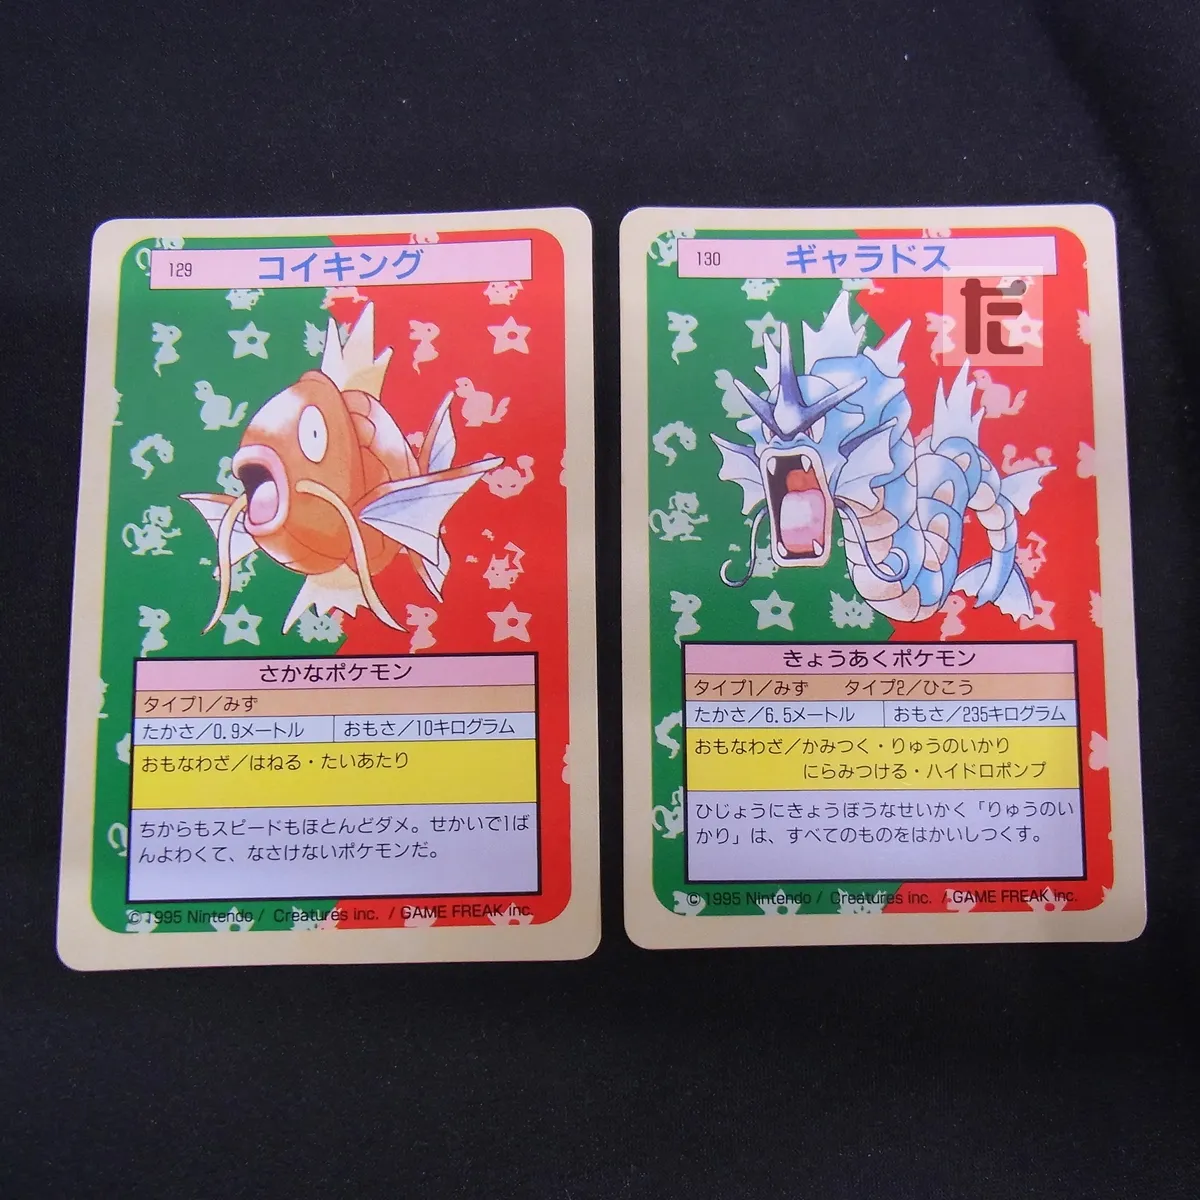 129 コイキング
さかなポケモン
タイプ1/みず
たかさ/0.9メートル おもさ/10キログラム
おもなわざ/はねる・たいあたり
ちからもスピードもほとんどダメ。せかいで1ば
んよわくて、なさけないポケモンだ。
© 1995 Nintendo / Creatures inc. / GAME FREAK inc.
130 ギャラドス
た
きょうあくポケモン
タイプ1/みず タイプ2/ひこう
たかさ/6.5メートル おもさ/235キログラム
おもなわざ/かみつく・りゅうのいかり
にらみつける・ハイドロポンプ
ひじょうにきょうぼうなせいかく「りゅうのい
かり」は、すべてのものをはかいしつくす。
© 1995 Nintendo / Creatures inc. / GAME FREAK inc.